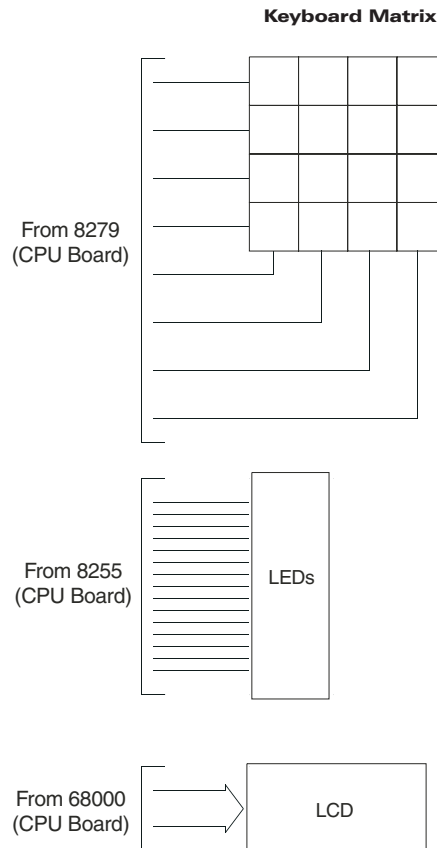 Keyboard Matrix
From 8279
(CPU Board)
From 8255
(CPU Board)
LEDs
From 68000
(CPU Board)
LCD